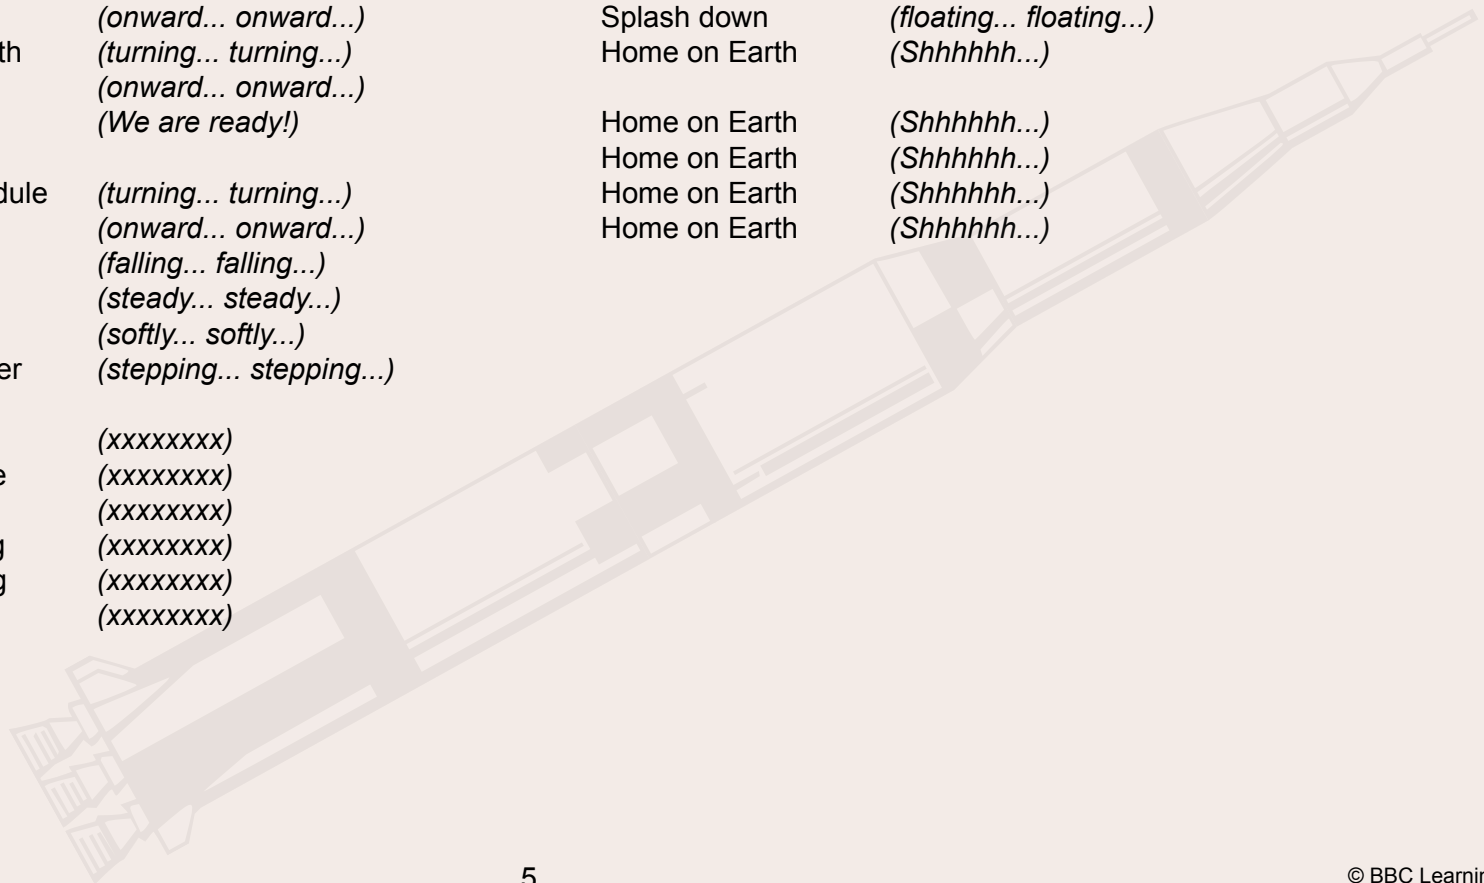 (onward... onward...)
th (turning... turning...)
(onward... onward...)
(We are ready!)
dule (turning... turning...)
(onward... onward...)
(falling... falling...)
(steady... steady...)
(softly... softly...)
er (stepping... stepping...)
(xxxxxxxx)
e (xxxxxxxx)
(xxxxxxxx)
g (xxxxxxxx)
g (xxxxxxxx)
(xxxxxxxx)
Splash down (floating... floating...)
Home on Earth (Shhhhhh...)
Home on Earth (Shhhhhh...)
Home on Earth (Shhhhhh...)
Home on Earth (Shhhhhh...)
Home on Earth (Shhhhhh...)
5
© BBC Learnin